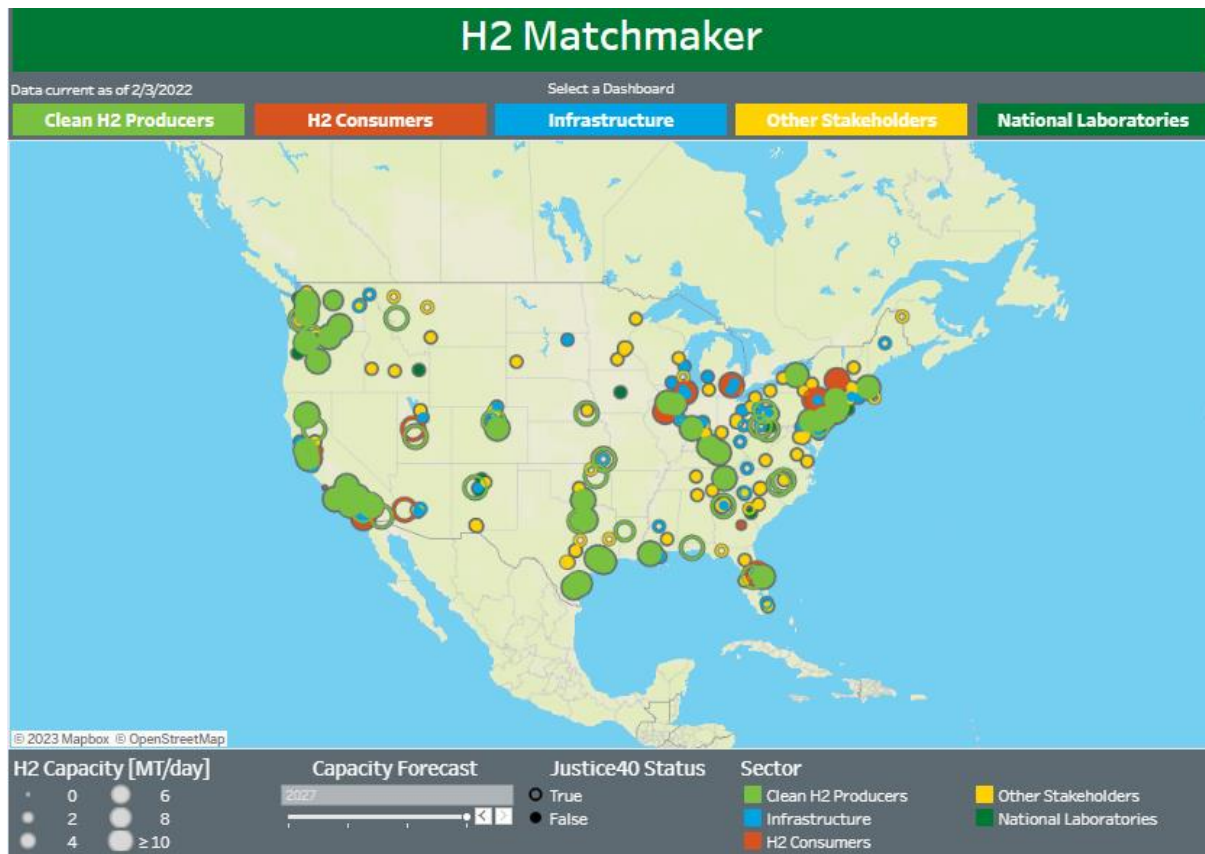 H2 Matchmaker
Data current as of 2/3/2022
Select a Dashboard
Clean H2 Producers
H2 Consumers
Infrastructure
Other Stakeholders
National Laboratories
© 2023 Mapbox © OpenStreetMap
H2 Capacity [MT/day]
0
6
2
8
4
≥ 10
Capacity Forecast
2027
Justice40 Status
True
False
Sector
Clean H2 Producers
Infrastructure
H2 Consumers
Other Stakeholders
National Laboratories